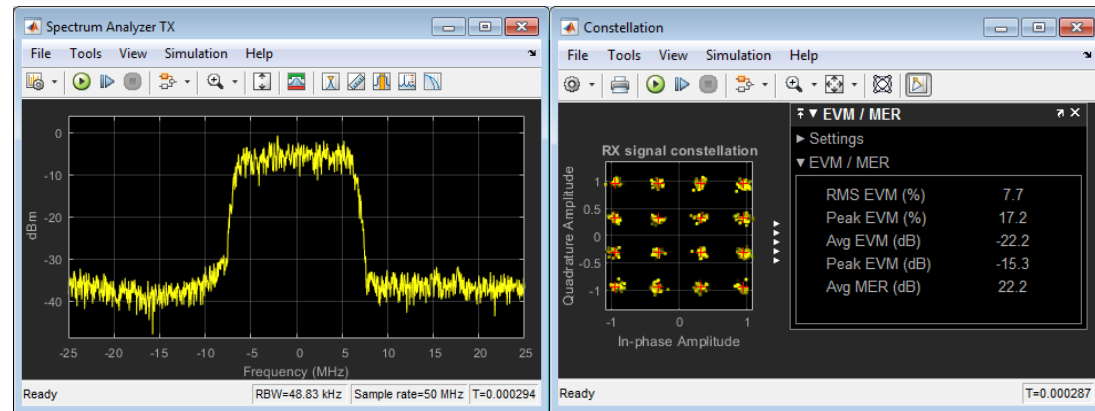 Spectrum Analyzer TX
File Tools View Simulation Help
0
-10
-20
-30
-40
dBm
-25 -20 -15 -10 -5 0 5 10 15 20 25
Frequency (MHz)
Ready RBW=48.83 kHz Sample rate=50 MHz T=0.000294
Constellation
File Tools View Simulation Help
RX signal constellation
1
0.5
0
-0.5
-1
Quadrature Amplitude
-1 0 1
In-phase Amplitude
EVM / MER
Settings
EVM / MER
RMS EVM (%) 7.7
Peak EVM (%) 17.2
Avg EVM (dB) -22.2
Peak EVM (dB) -15.3
Avg MER (dB) 22.2
Ready T=0.000287